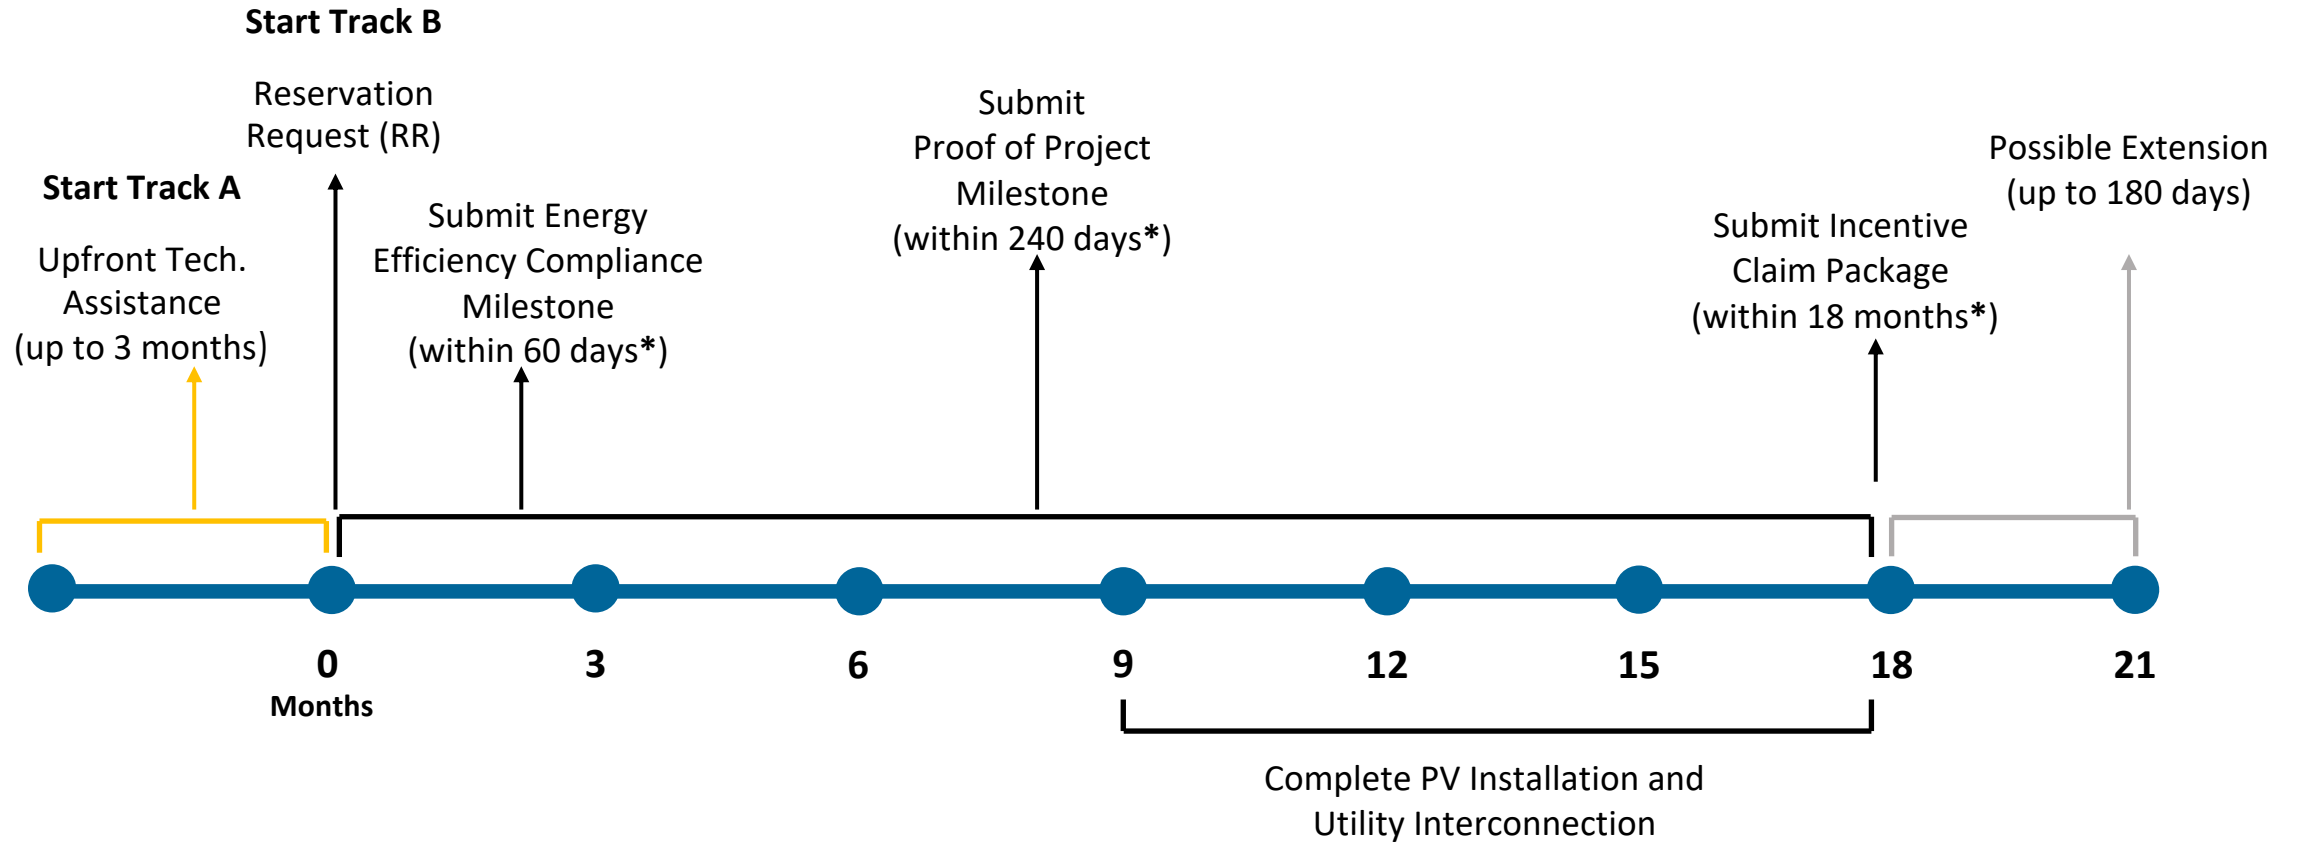 Start Track B
Reservation
Request (RR)
Start Track A
Upfront Tech.
Assistance
(up to 3 months)
Submit Energy
Efficiency Compliance
Milestone
(within 60 days*)
Submit
Proof of Project
Milestone
(within 240 days*)
Submit Incentive
Claim Package
(within 18 months*)
Possible Extension
(up to 180 days)
0
3
6
9
12
15
18
21
Months
Complete PV Installation and
Utility Interconnection